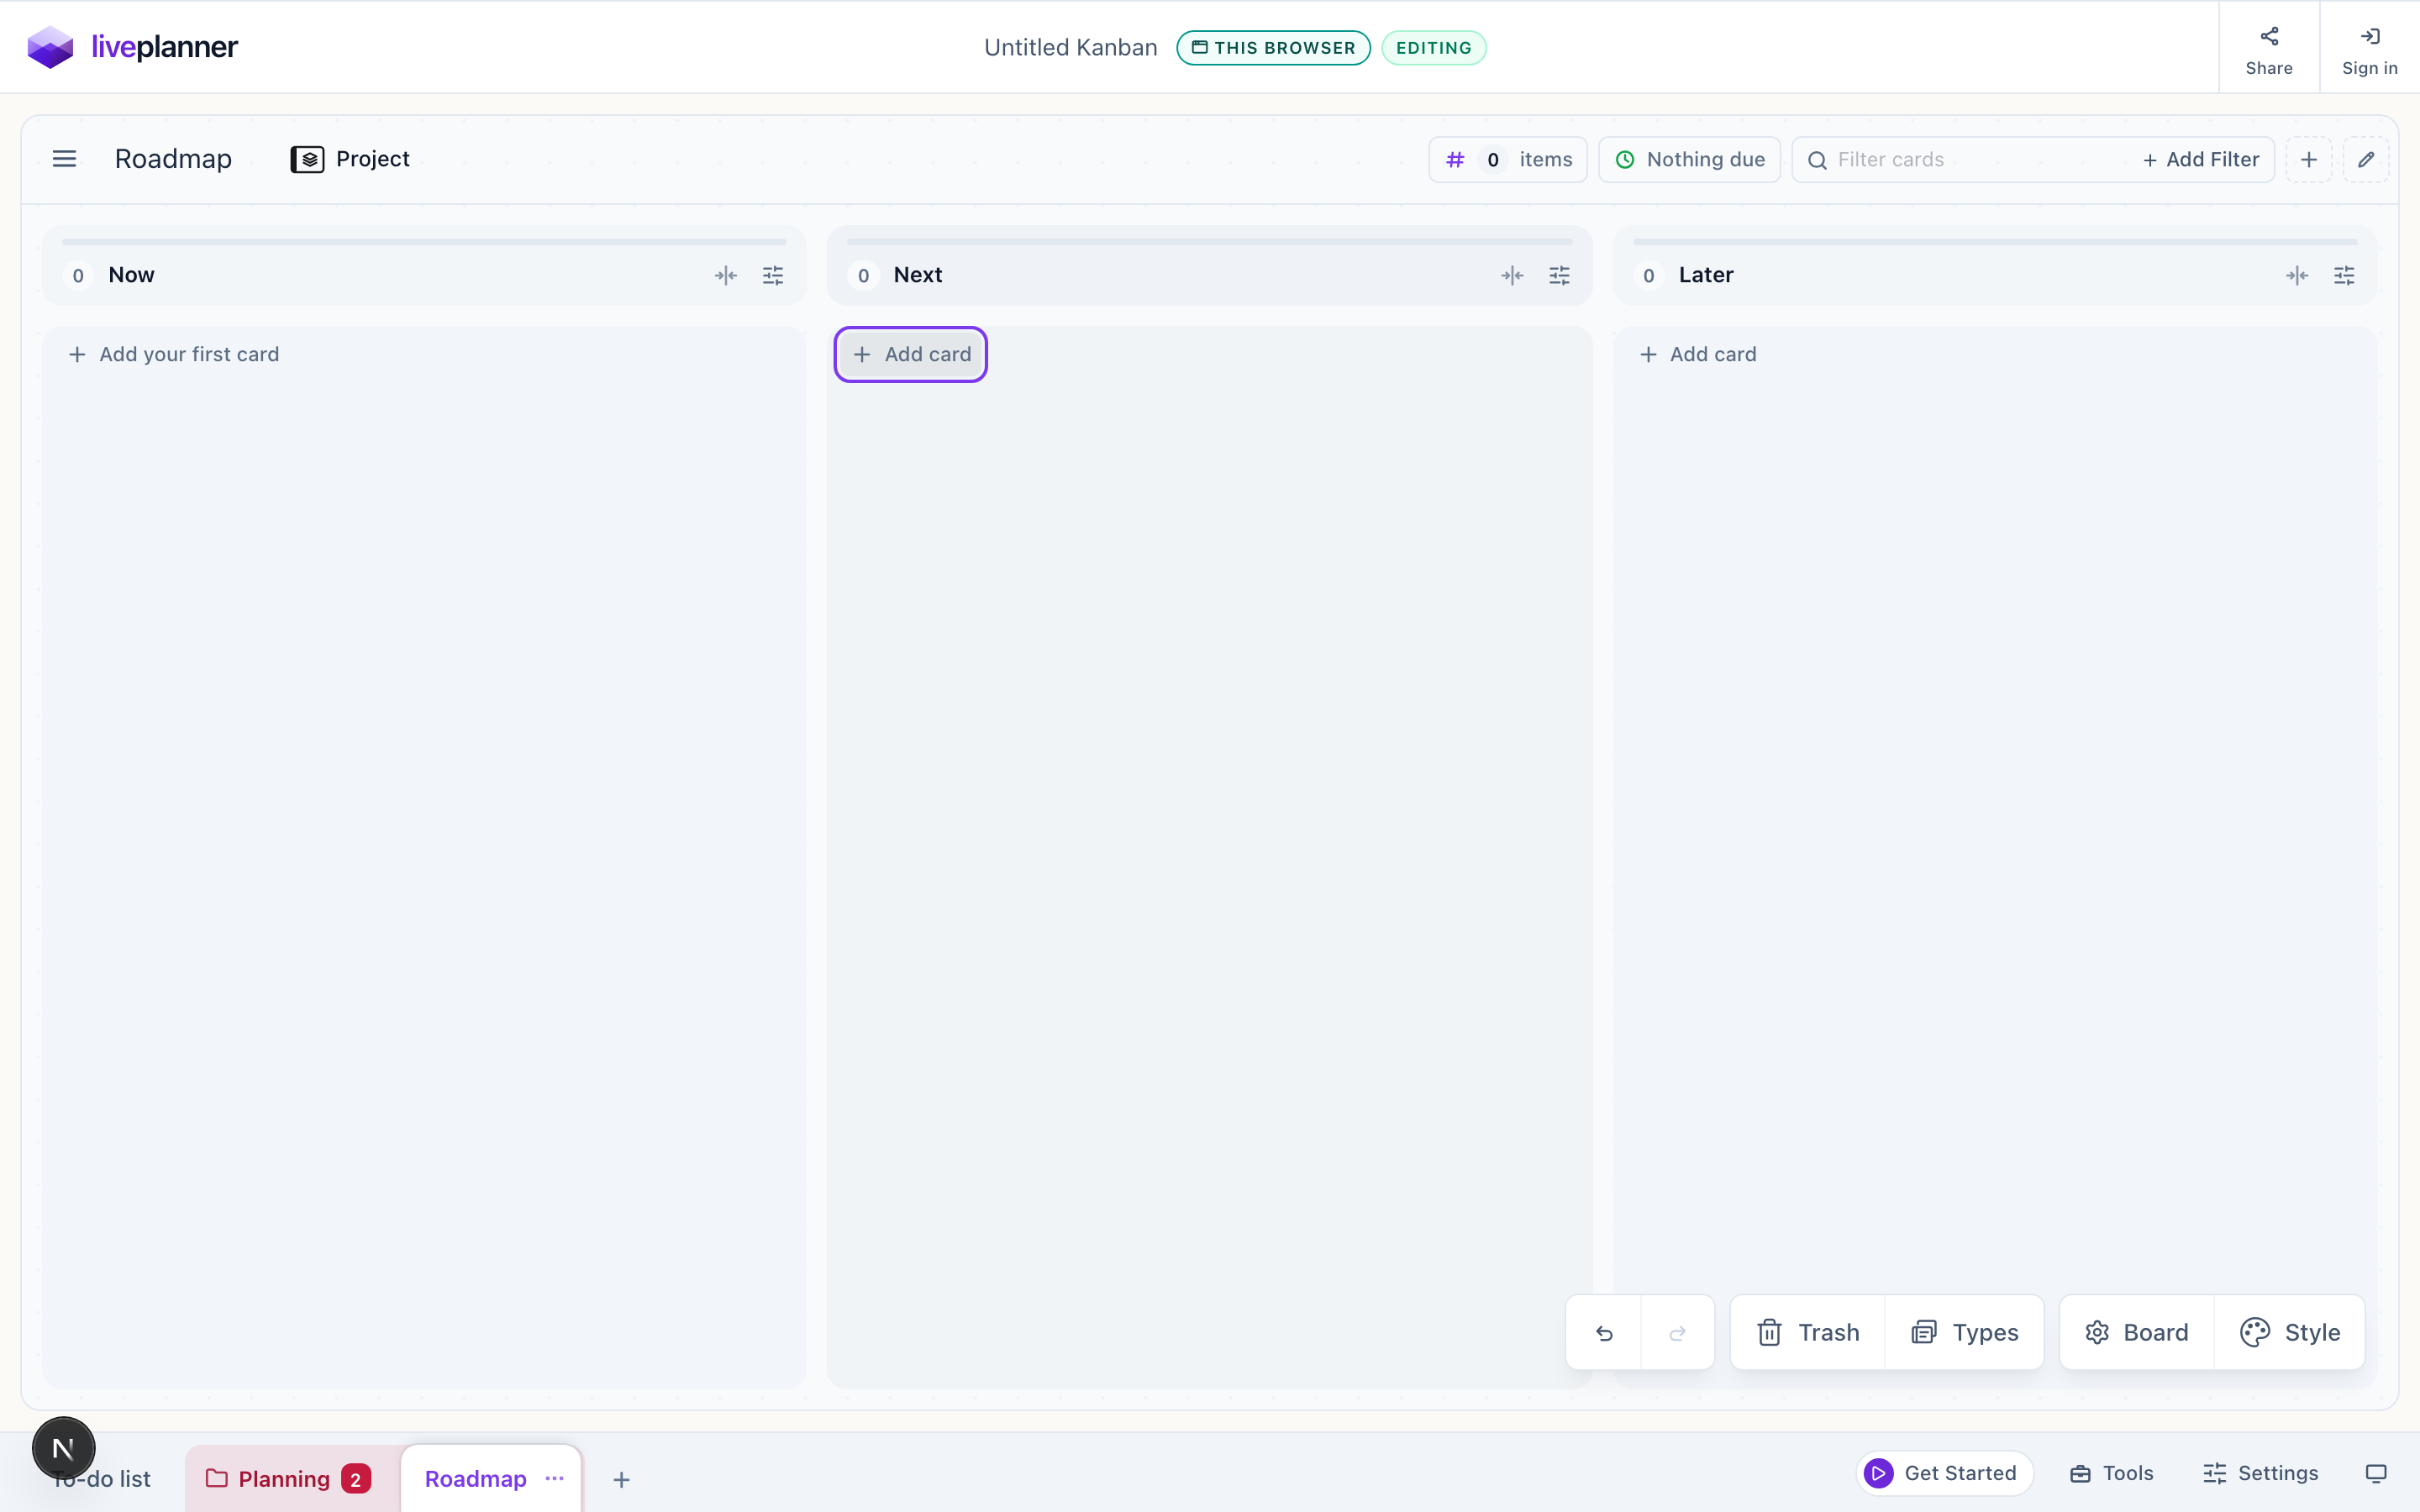 liveplanner
Untitled Kanban
THIS BROWSER
EDITING
Share
Sign in
Roadmap
Project
# 0 items
Nothing due
Filter cards
+ Add Filter
0 Now
0 Next
0 Later
+ Add your first card
+ Add card
+ Add card
Trash
Types
Board
Style
N
To-do list
Planning 2
Roadmap ...
+
Get Started
Tools
Settings